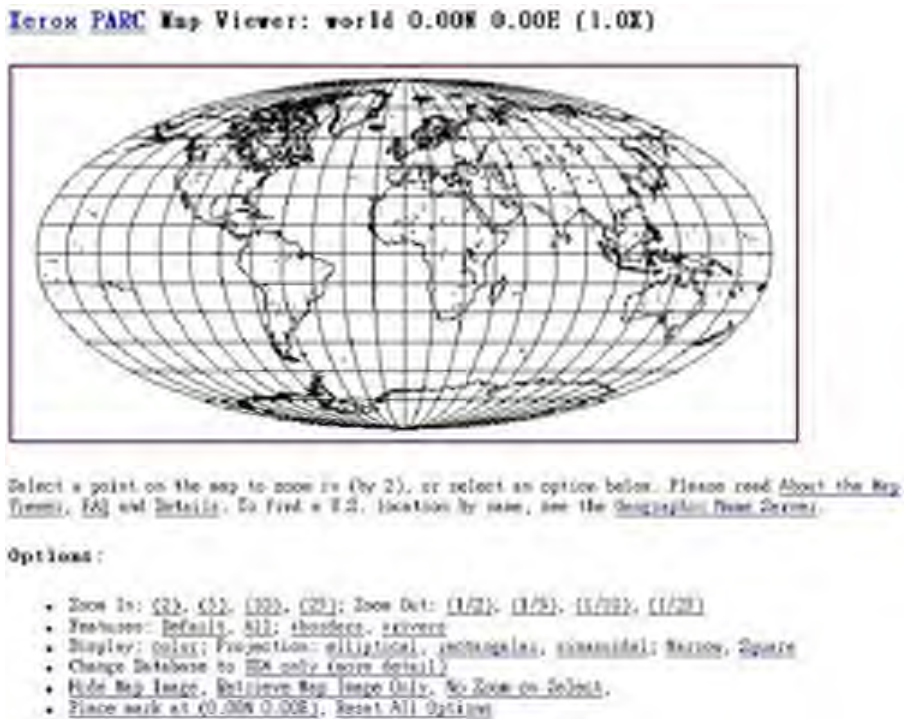 Xerox PARC Map Viewer: world 0.00N 0.00E (1.0X)
Select a point on the map to zoom in (by 2), or select an option below. Please read About the Map
Viewer, FAQ and Details. To find a U.S. location by name, see the Geographic Name Server.
Options:
• Zoom In: (2), (5), (10), (25); Zoom Out: (1/2), (1/5), (1/10), (1/25)
• Features: Default, All; +borders, +rivers
• Display: color; Projection: elliptical, rectangular, sinusoidal; Narrow, Square
• Change Database to USA only (more detail)
• Hide Map Image, Retrieve Map Image Only, No Zoom on Select,
• Place mark at (0.00N 0.00E), Reset All Options